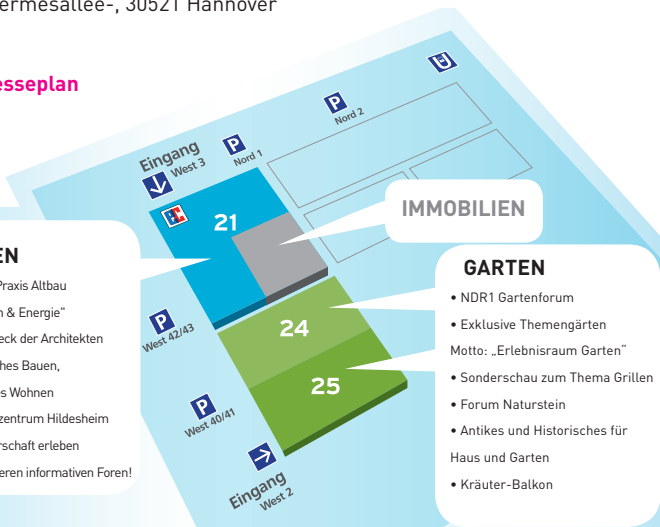 ermesallee-, 30521 Hannover
esseplan
Eingang
West 3
P
Nord 1
P
Nord 2
U
EC
21
IMMOBILIEN
EN
Praxis Altbau
n & Energie"
eck der Architekten
hes Bauen,
es Wohnen
zentrum Hildesheim
erschaft erleben
eren informativen Foren!
P
West 42/43
24
25
P
West 40/41
Eingang
West 2
GARTEN
• NDR1 Gartenforum
• Exklusive Themengärten
Motto: „Erlebnisraum Garten"
• Sonderschau zum Thema Grillen
• Forum Naturstein
• Antikes und Historisches für
Haus und Garten
• Kräuter-Balkon